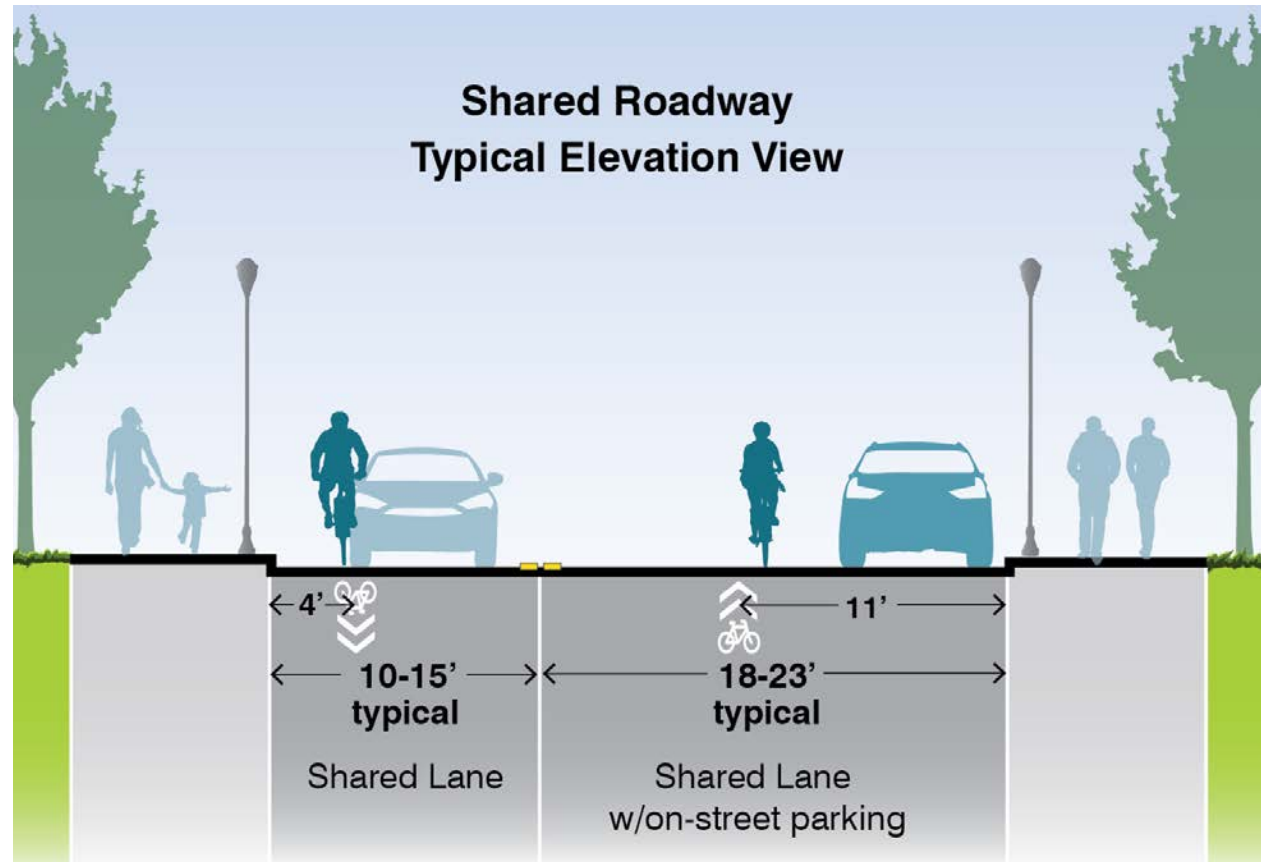 Shared Roadway
Typical Elevation View
4’
11’
10-15’
typical
18-23’
typical
Shared Lane
Shared Lane
w/on-street parking